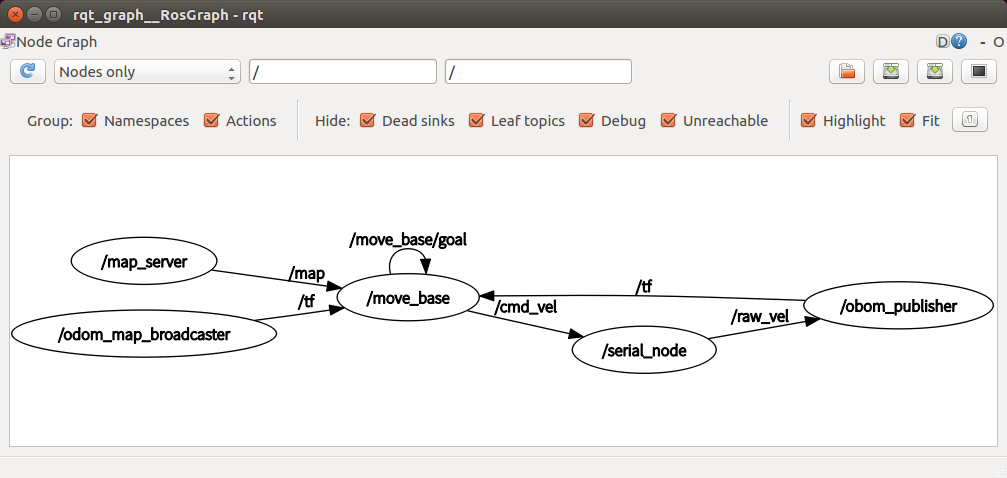 rqt_graph__RosGraph - rqt
Node Graph
D ? - O
Nodes only / /
Group: Namespaces Actions Hide: Dead sinks Leaf topics Debug Unreachable Highlight Fit
/move_base/goal
/map_server
/map
/tf
/move_base
/tf
/cmd_vel
/obom_publisher
/raw_vel
/odom_map_broadcaster
/serial_node